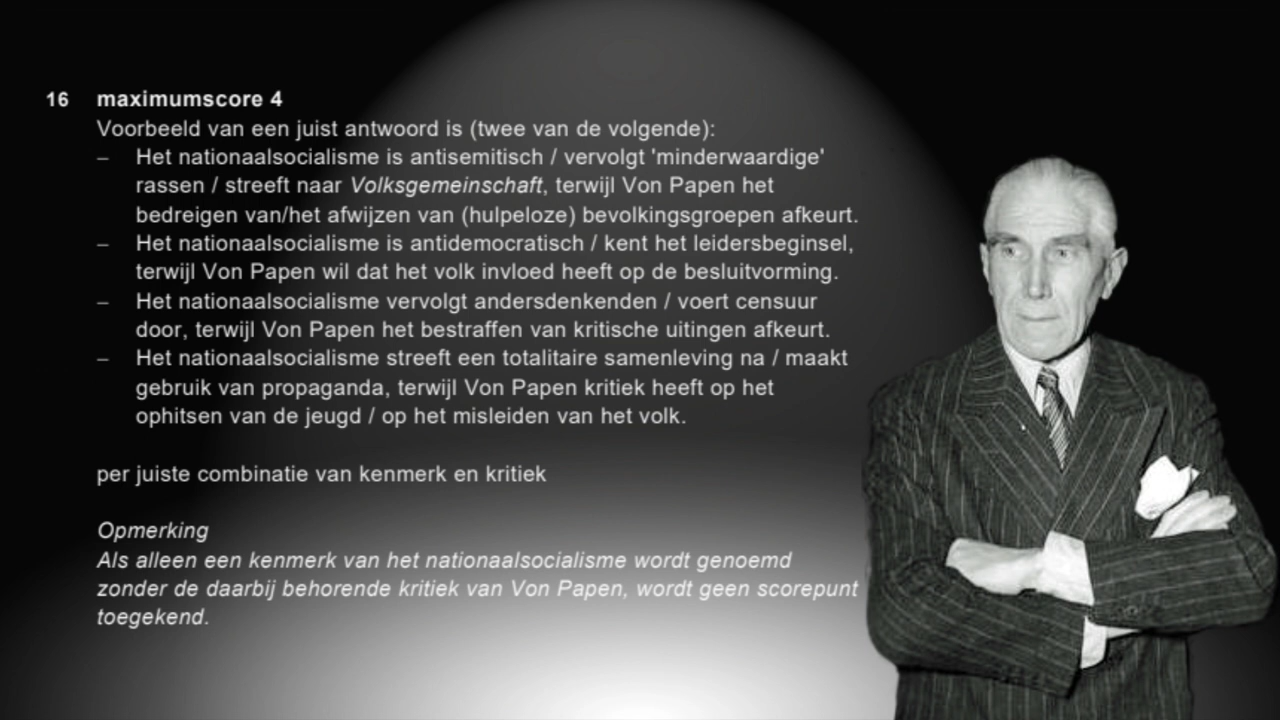 16 maximumscore 4
Voorbeeld van een juist antwoord is (twee van de volgende):
– Het nationaalsocialisme is antisemitisch / vervolgt 'minderwaardige'
rassen / streeft naar Volksgemeinschaft, terwijl Von Papen het
bedreigen van/het afwijzen van (hulpeloze) bevolkingsgroepen afkeurt.
– Het nationaalsocialisme is antidemocratisch / kent het leidersbeginsel,
terwijl Von Papen wil dat het volk invloed heeft op de besluitvorming.
– Het nationaalsocialisme vervolgt andersdenkenden / voert censuur
door, terwijl Von Papen het bestraffen van kritische uitingen afkeurt.
– Het nationaalsocialisme streeft een totalitaire samenleving na / maakt
gebruik van propaganda, terwijl Von Papen kritiek heeft op het
ophitsen van de jeugd / op het misleiden van het volk.
per juiste combinatie van kenmerk en kritiek
Opmerking
Als alleen een kenmerk van het nationaalsocialisme wordt genoemd
zonder de daarbij behorende kritiek van Von Papen, wordt geen scorepunt
toegekend.